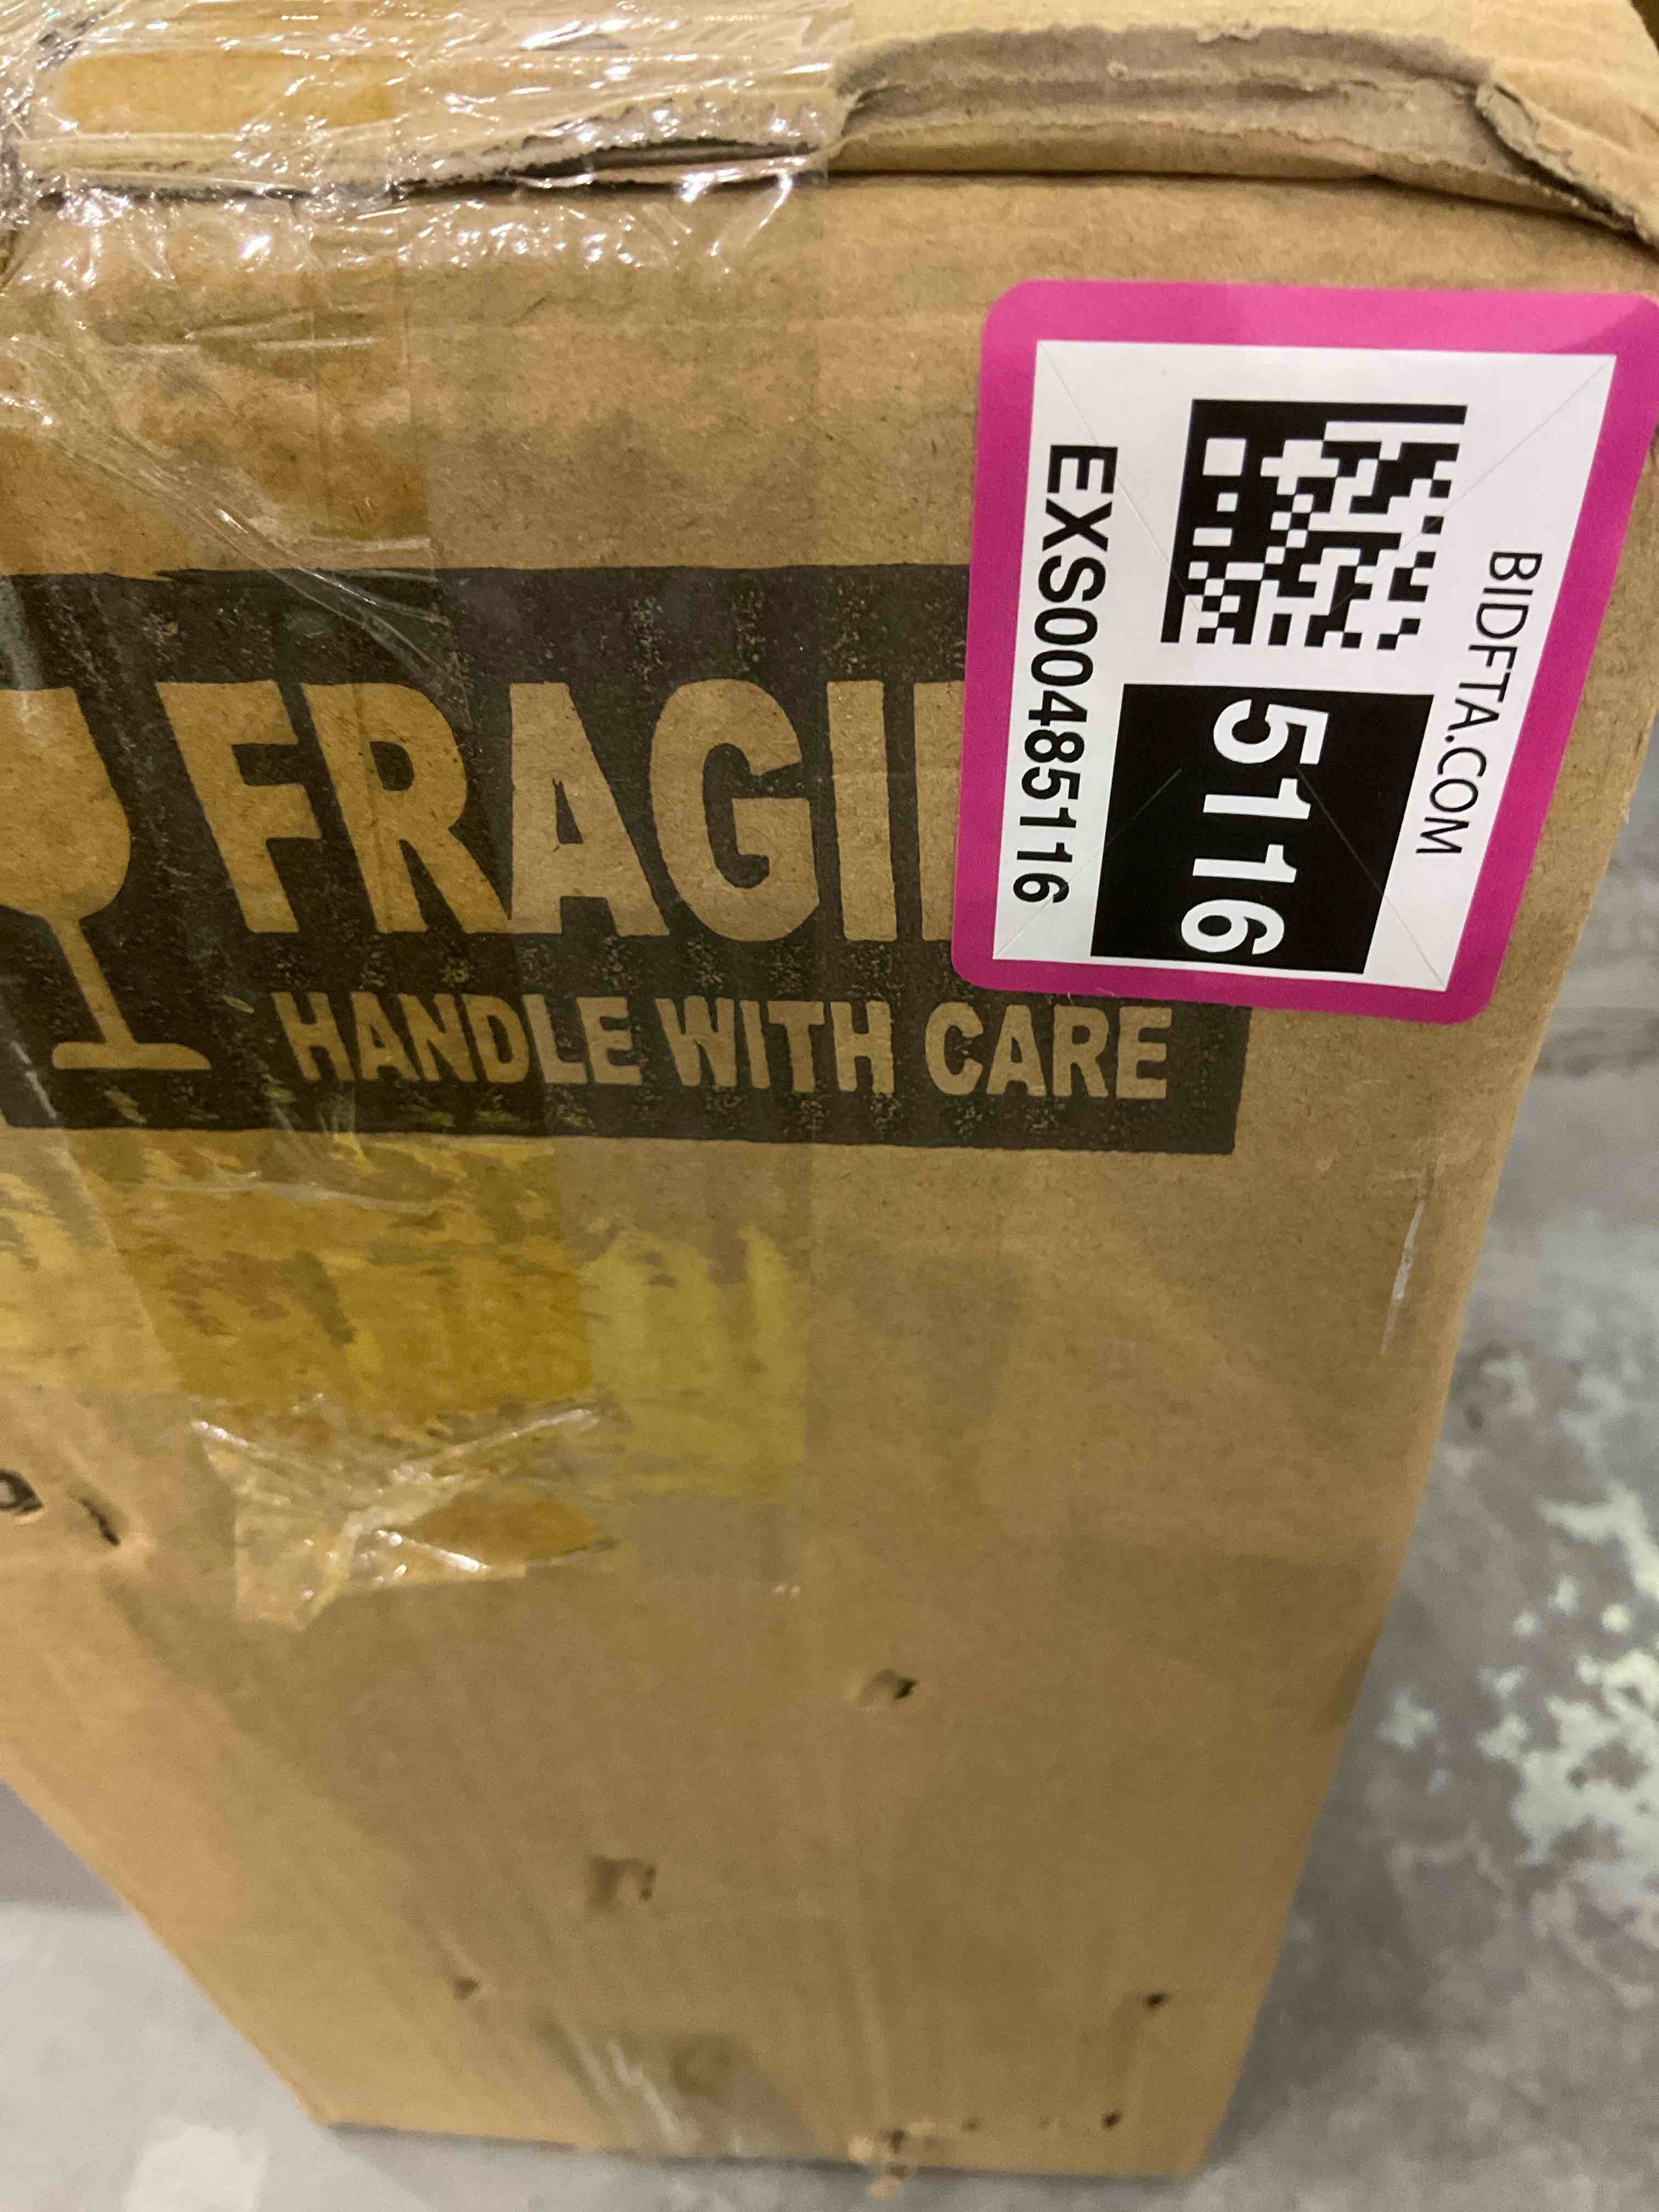 FRAGI
HANDLE WITH CARE
BIDFTA.COM
5116
EXS00485116